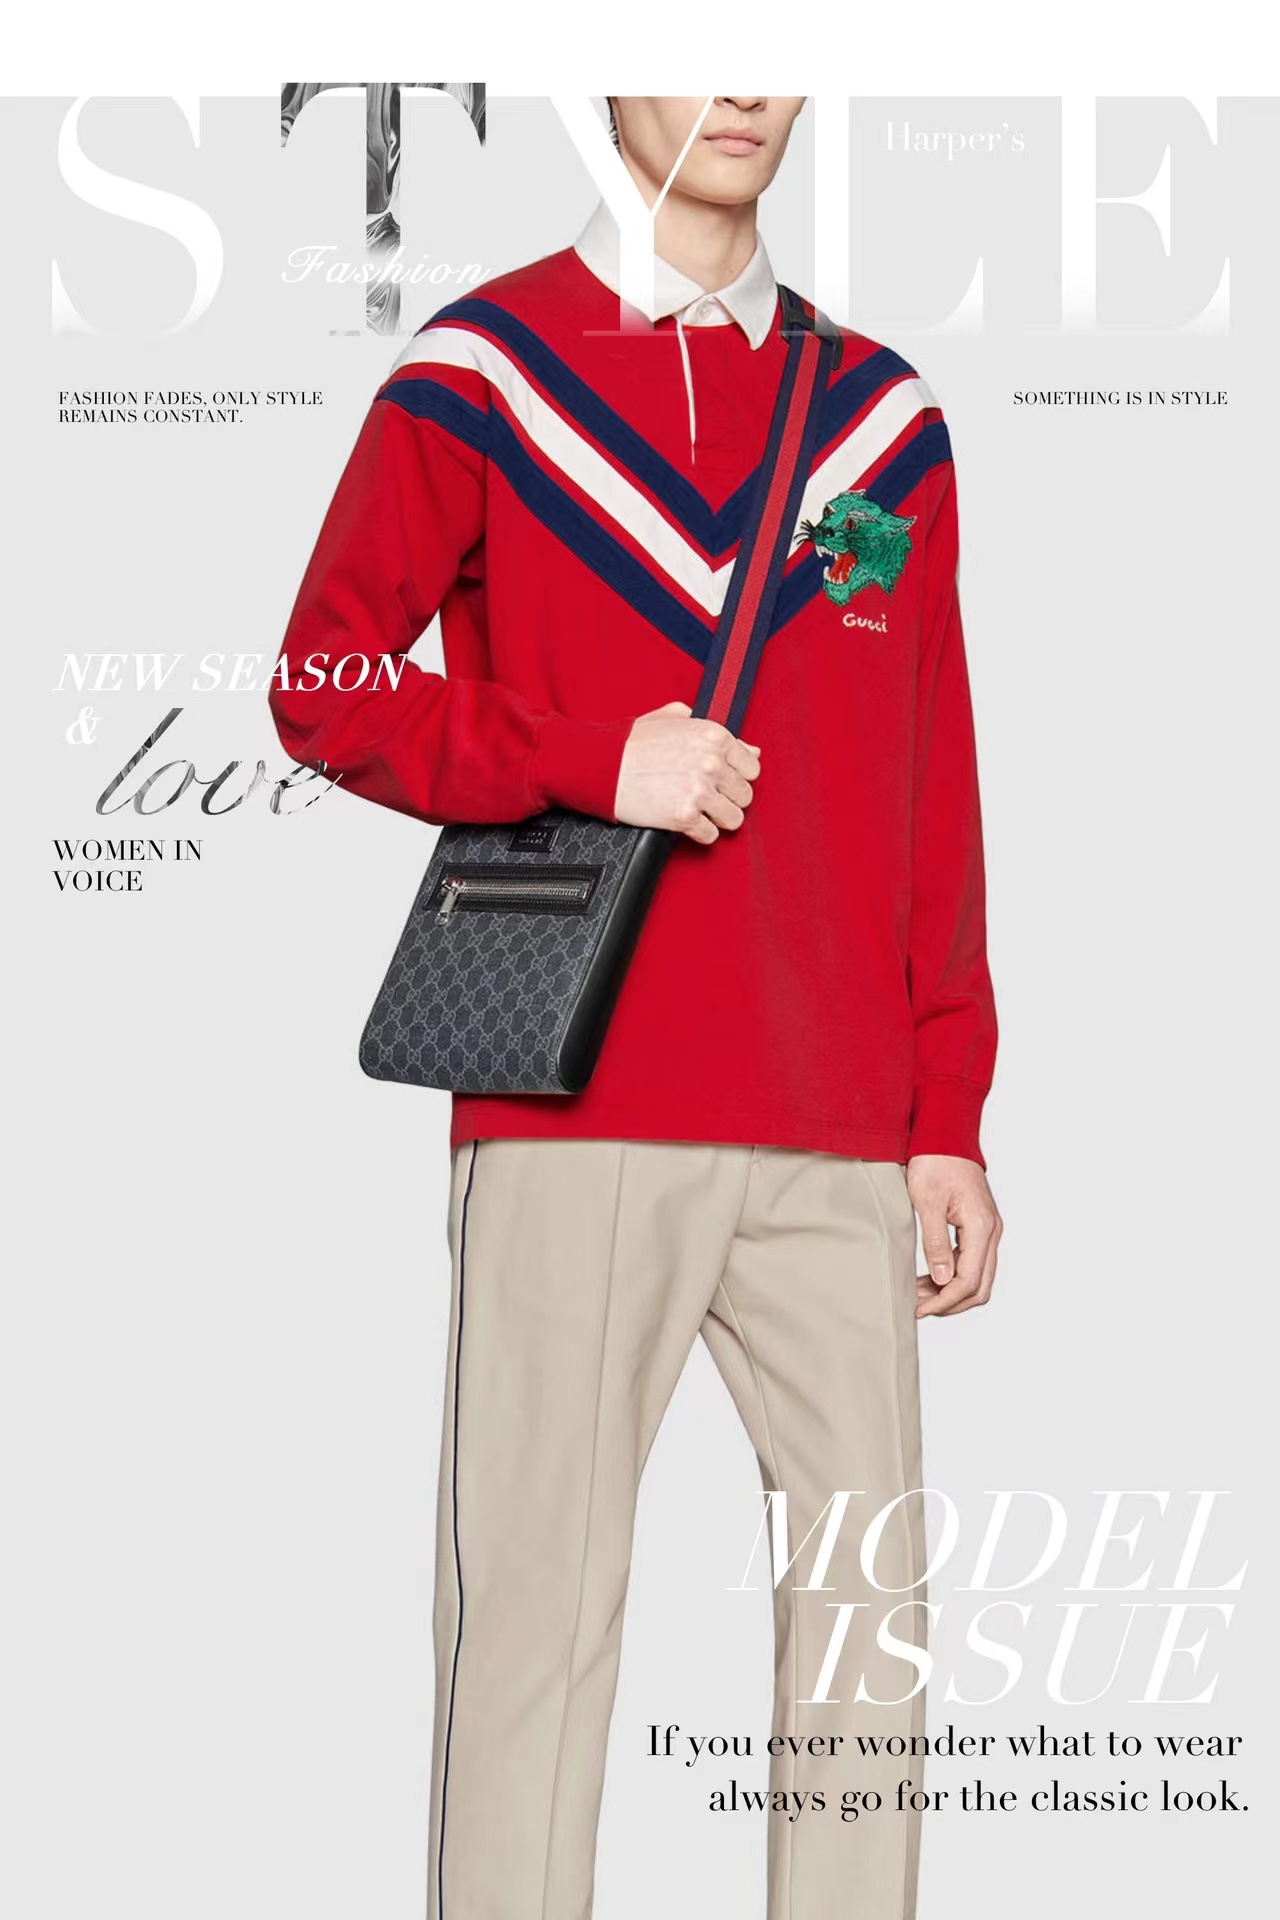 STYLE
Harper's
Fashion
FASHION FADES, ONLY STYLE
REMAINS CONSTANT.
SOMETHING IS IN STYLE
Gucci
NEW SEASON
&
love
WOMEN IN
VOICE
MODEL
ISSUE
If you ever wonder what to wear
always go for the classic look.